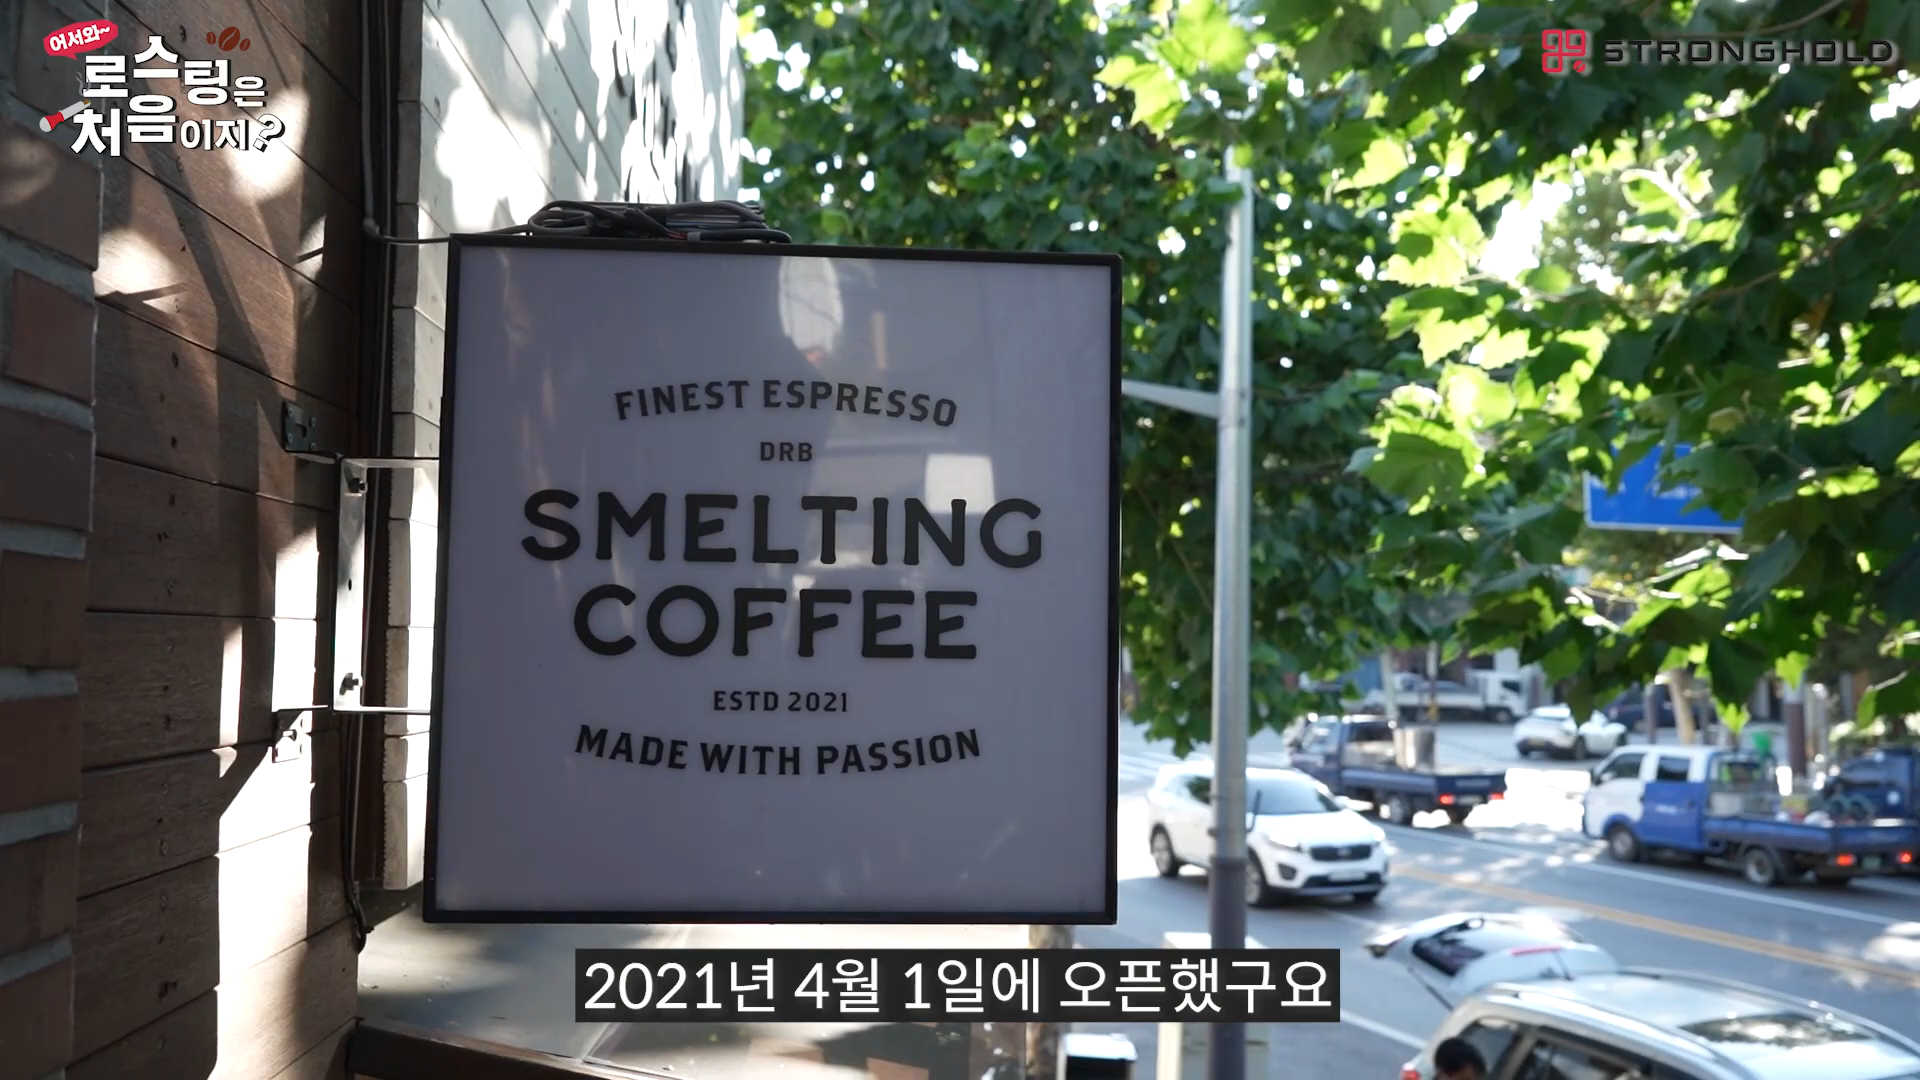 어서와~
로스팅은
처음이지?
STRONGHOLD
FINEST ESPRESSO
DRB
SMELTING
COFFEE
ESTD 2021
MADE WITH PASSION
2021년 4월 1일에 오픈했구요